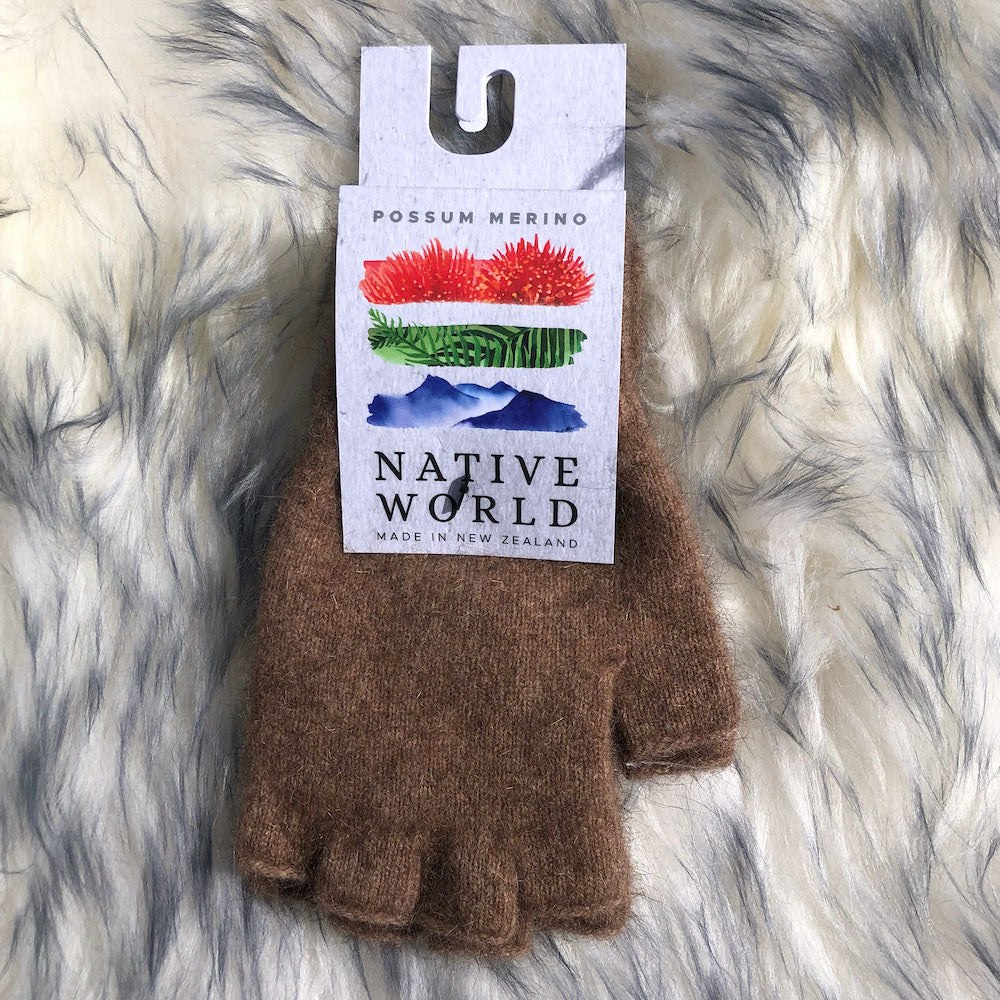 POSSUM MERINO
NATIVE
WORLD
MADE IN NEW ZEALAND